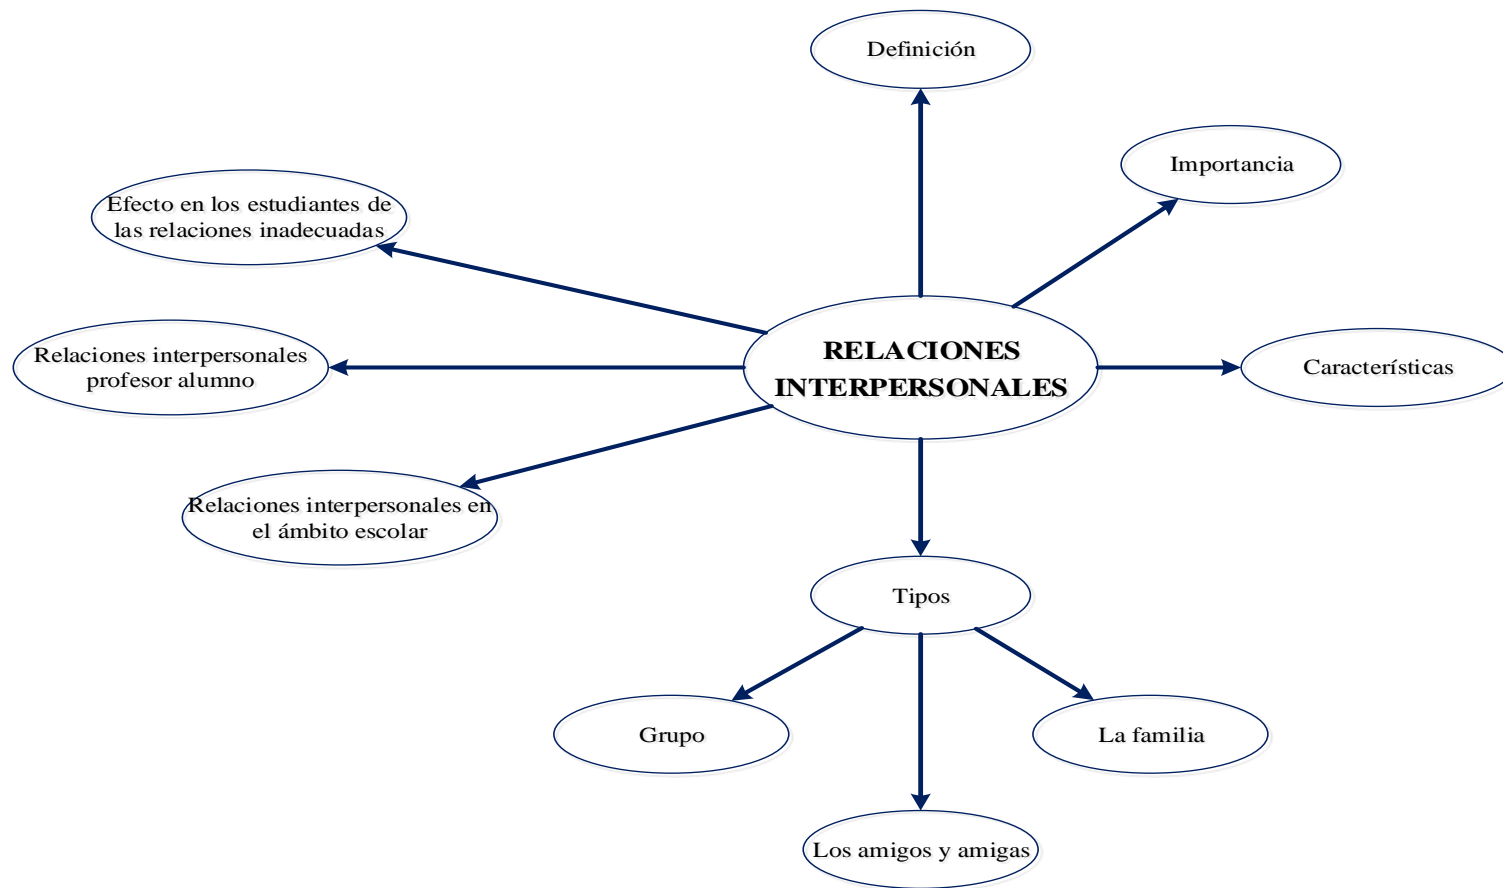 Definición
Importancia
Efecto en los estudiantes de
las relaciones inadecuadas
RELACIONES
INTERPERSONALES
Relaciones interpersonales
profesor alumno
Características
Relaciones interpersonales en
el ámbito escolar
Tipos
Grupo
La familia
Los amigos y amigas